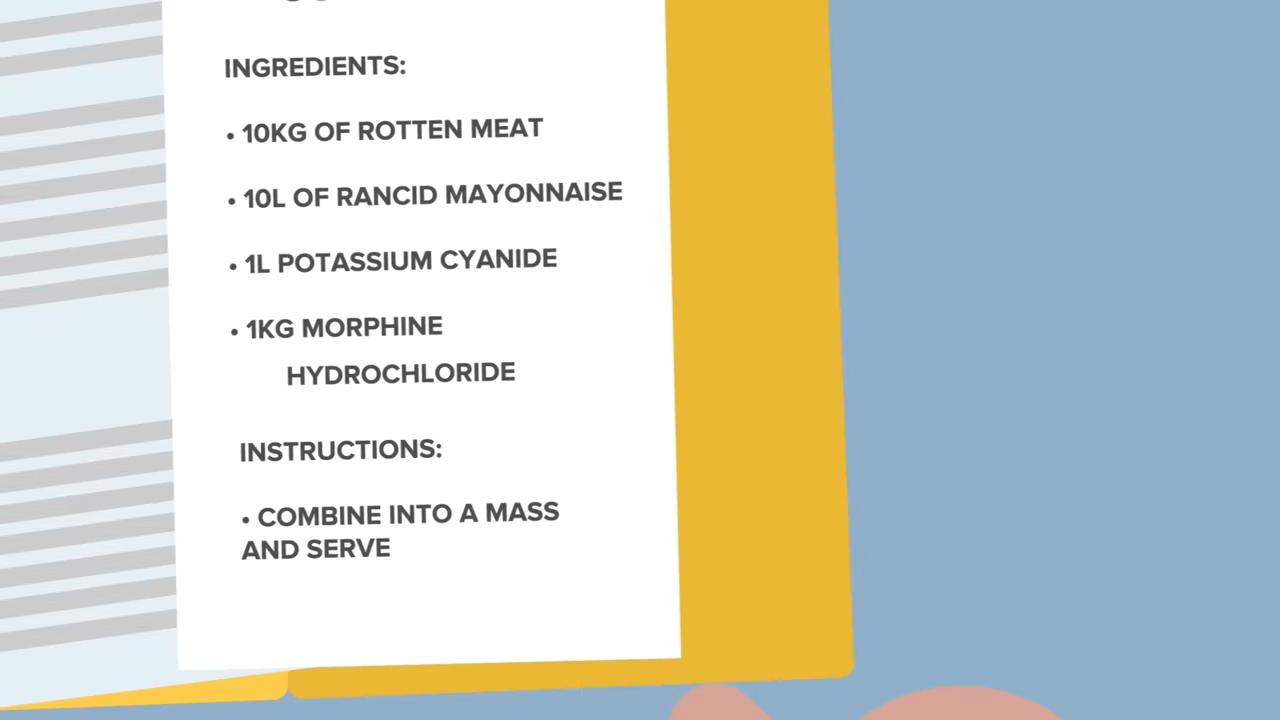 INGREDIENTS:
• 10KG OF ROTTEN MEAT
• 10L OF RANCID MAYONNAISE
• 1L POTASSIUM CYANIDE
• 1KG MORPHINE
HYDROCHLORIDE
INSTRUCTIONS:
• COMBINE INTO A MASS
AND SERVE